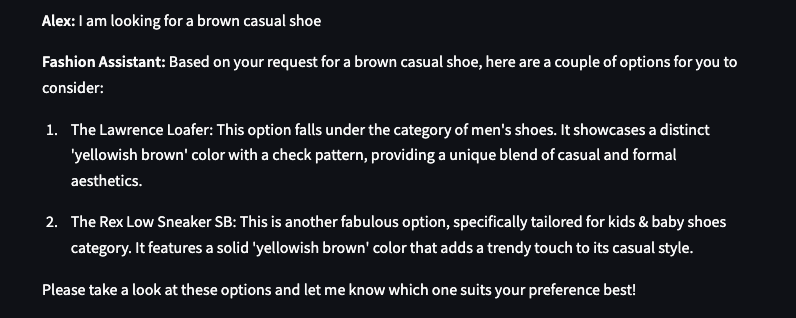 Alex: I am looking for a brown casual shoe
Fashion Assistant: Based on your request for a brown casual shoe, here are a couple of options for you to
consider:
1. The Lawrence Loafer: This option falls under the category of men's shoes. It showcases a distinct
'yellowish brown' color with a check pattern, providing a unique blend of casual and formal
aesthetics.
2. The Rex Low Sneaker SB: This is another fabulous option, specifically tailored for kids & baby shoes
category. It features a solid 'yellowish brown' color that adds a trendy touch to its casual style.
Please take a look at these options and let me know which one suits your preference best!